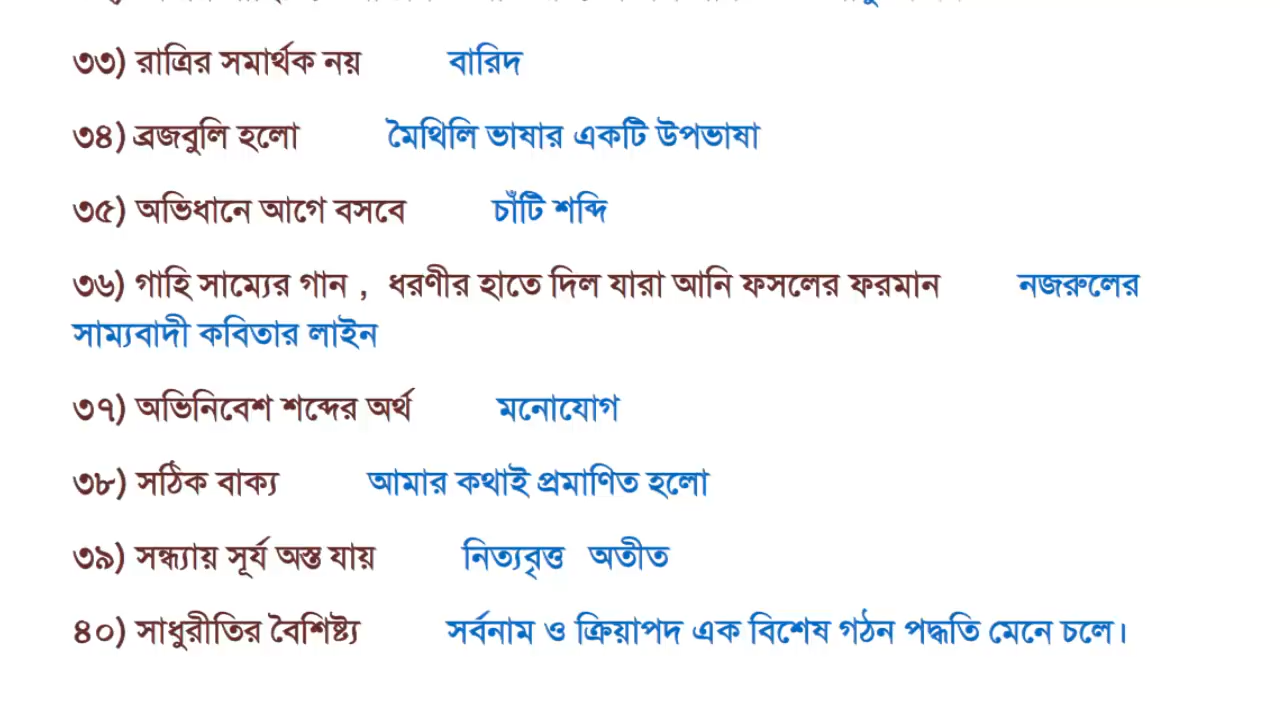 ৩৩) রাত্রির সমার্থক নয় বারিদ
৩৪) ব্রজবুলি হলো মৈথিলি ভাষার একটি উপভাষা
৩৫) অভিধানে আগে বসবে চাঁটি শব্দি
৩৬) গাহি সাম্যের গান , ধরণীর হাতে দিল যারা আনি ফসলের ফরমান নজরুলের
সাম্যবাদী কবিতার লাইন
৩৭) অভিনিবেশ শব্দের অর্থ মনোযোগ
৩৮) সঠিক বাক্য আমার কথাই প্রমাণিত হলো
৩৯) সন্ধ্যায় সূর্য অস্ত যায় নিত্যবৃত্ত অতীত
৪০) সাধুরীতির বৈশিষ্ট্য সর্বনাম ও ক্রিয়াপদ এক বিশেষ গঠন পদ্ধতি মেনে চলে।